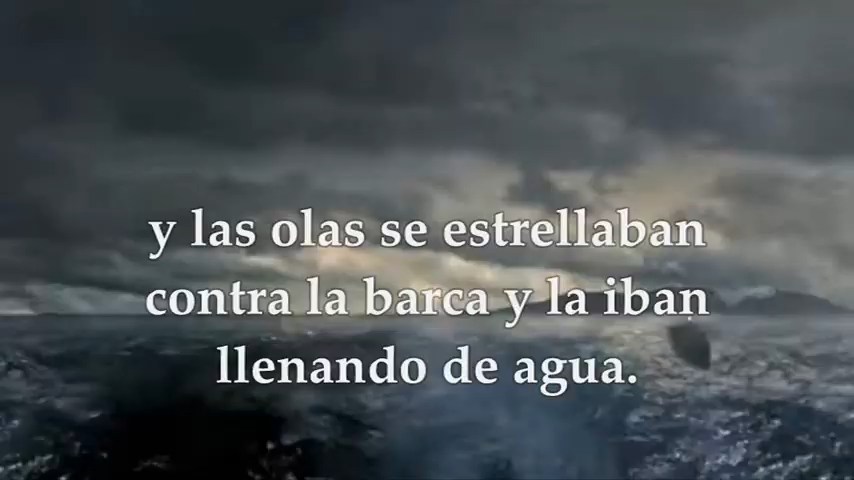 y las olas se estrellaban
contra la barca y la iban
llenando de agua.